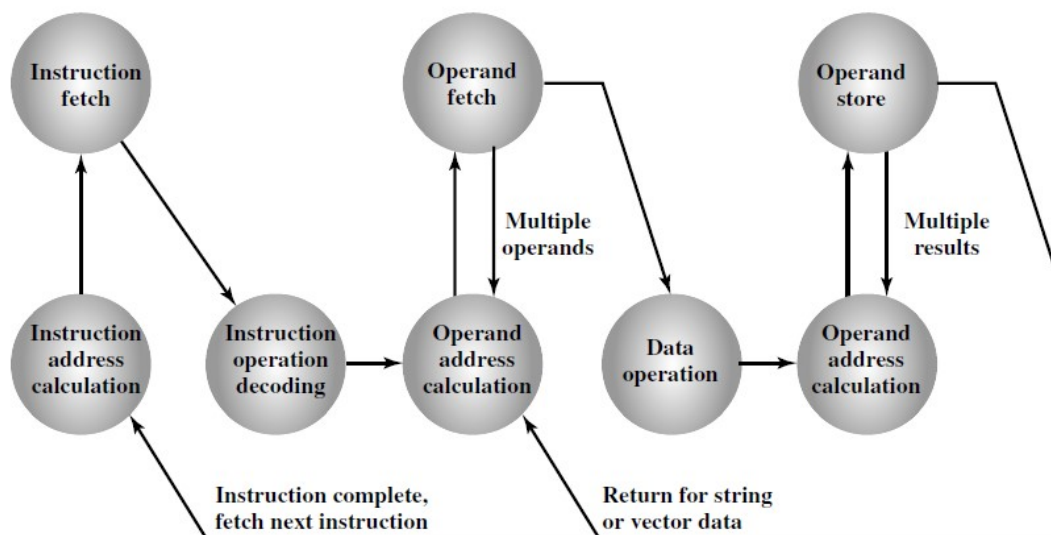 Instruction
fetch
Operand
fetch
Operand
store
Multiple
operands
Multiple
results
Instruction
address
calculation
Instruction
operation
decoding
Operand
address
calculation
Data
operation
Operand
address
calculation
Instruction complete,
fetch next instruction
Return for string
or vector data